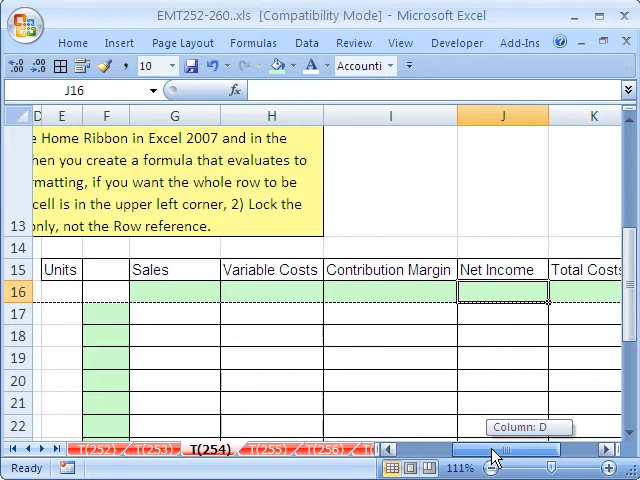 EMT252-260..xls [Compatibility Mode] - Microsoft Excel
Home Insert Page Layout Formulas Data Review View Developer Add-Ins
10 Accounti
J16 fx
D E F G H I J K
e Home Ribbon in Excel 2007 and in the
hen you create a formula that evaluates to
rmatting, if you want the whole row to be
cell is in the upper left corner, 2) Lock the
13 only, not the Row reference.
14
15 Units Sales Variable Costs Contribution Margin Net Income Total Costs
16
17
18
19
20
21
22
Column: D
T(252) T(253) T(254) T(255) T(256) T(
Ready 111%